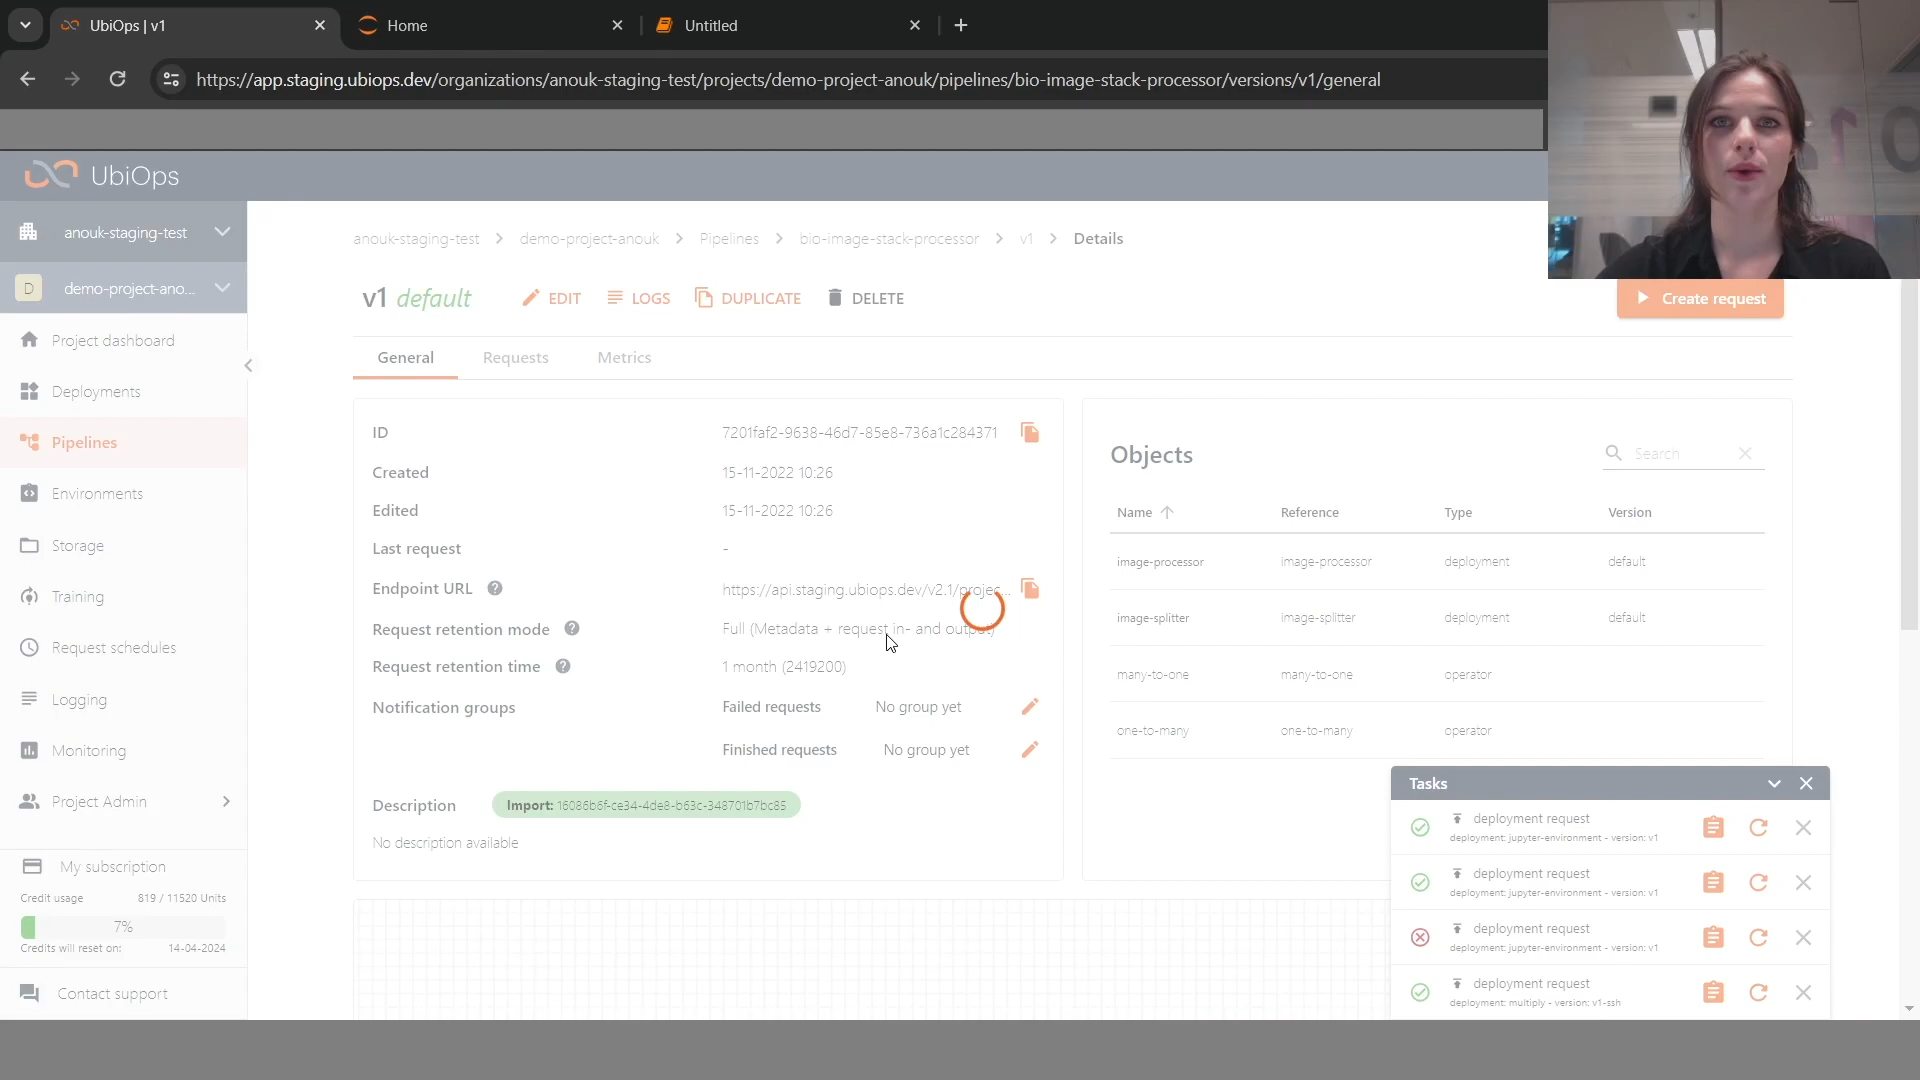 UbiOps | v1
Home
Untitled
https://app.staging.ubiops.dev/organizations/anouk-staging-test/projects/demo-project-anouk/pipelines/bio-image-stack-processor/versions/v1/general
UbiOps
anouk-staging-test
D
demo-project-ano...
Project dashboard
Deployments
Pipelines
Environments
Storage
Training
Request schedules
Logging
Monitoring
Project Admin
My subscription
Credit usage 819 / 11520 Units
7%
Credits will reset on: 14-04-2024
Contact support
anouk-staging-test > demo-project-anouk > Pipelines > bio-image-stack-processor > v1 > Details
v1 default EDIT LOGS DUPLICATE DELETE
Create request
General Requests Metrics
ID 7201faf2-9638-46d7-85e8-736a1c284371
Created 15-11-2022 10:26
Edited 15-11-2022 10:26
Last request -
Endpoint URL https://api.staging.ubiops.dev/v2.1/projec...
Request retention mode Full (Metadata + request in- and output)
Request retention time 1 month (2419200)
Notification groups Failed requests No group yet
Finished requests No group yet
Description Import: 16086b6f-ce34-4de8-b63c-348701b7bc85
No description available
Objects
Search
Name Reference Type Version
image-processor image-processor deployment default
image-splitter image-splitter deployment default
many-to-one many-to-one operator
one-to-many one-to-many operator
Tasks
deployment request
deployment: jupyter-environment - version: v1
deployment request
deployment: jupyter-environment - version: v1
deployment request
deployment: jupyter-environment - version: v1
deployment request
deployment: multiply - version: v1-ssh